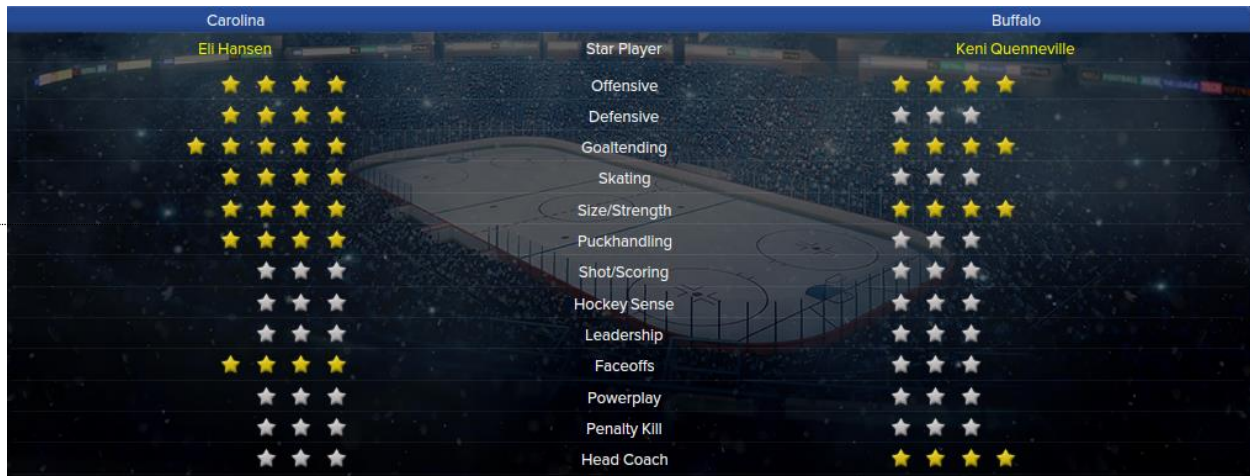 Carolina Buffalo
Eli Hansen Star Player Keni Quenneville
Offensive
Defensive
Goaltending
Skating
Size/Strength
Puckhandling
Shot/Scoring
Hockey Sense
Leadership
Faceoffs
Powerplay
Penalty Kill
Head Coach